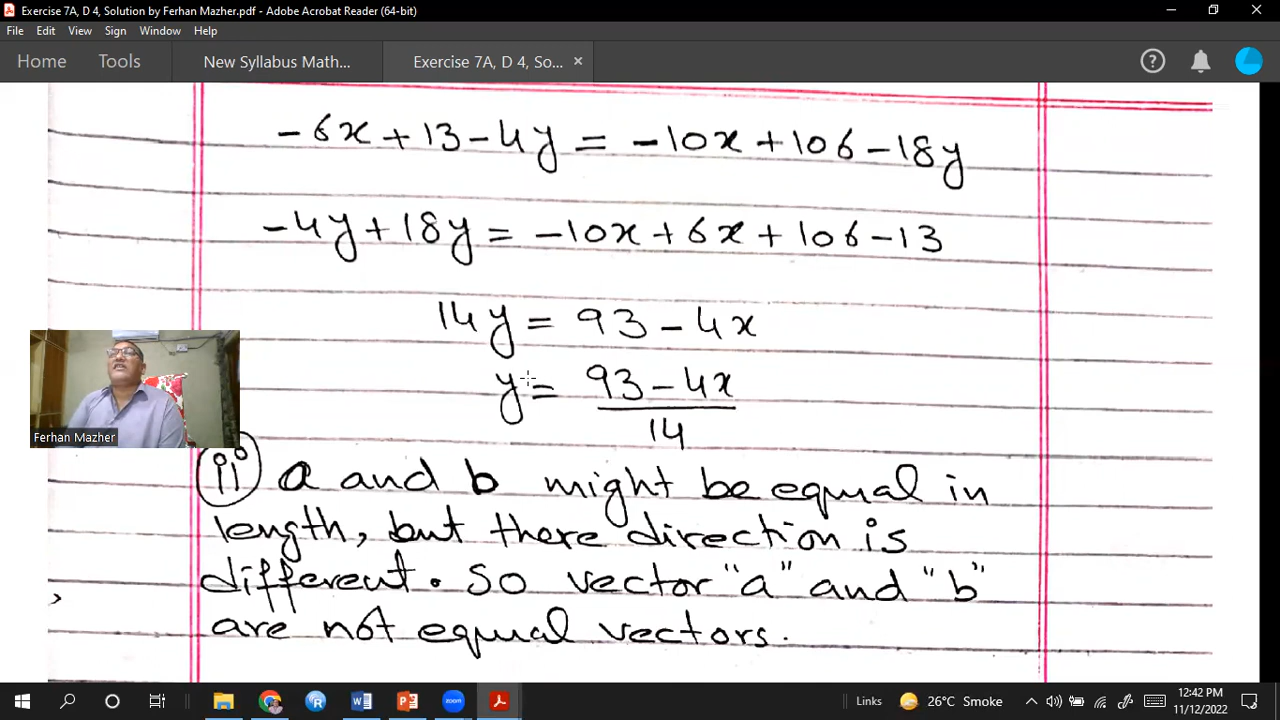 Exercise 7A, D 4, Solution by Ferhan Mazher.pdf - Adobe Acrobat Reader (64-bit)
File Edit View Sign Window Help
Home Tools New Syllabus Math... Exercise 7A, D 4, So... ×
-6x + 13 - 4y = -10x + 106 - 18y
-4y + 18y = -10x + 6x + 106 - 13
14y = 93 - 4x
y = 93 - 4x
14
Ferhan Mazher
ii a and b might be equal in
length, but there direction is
different. So vector "a" and "b"
are not equal vectors.
Links 26°C Smoke 12:42 PM
11/12/2022